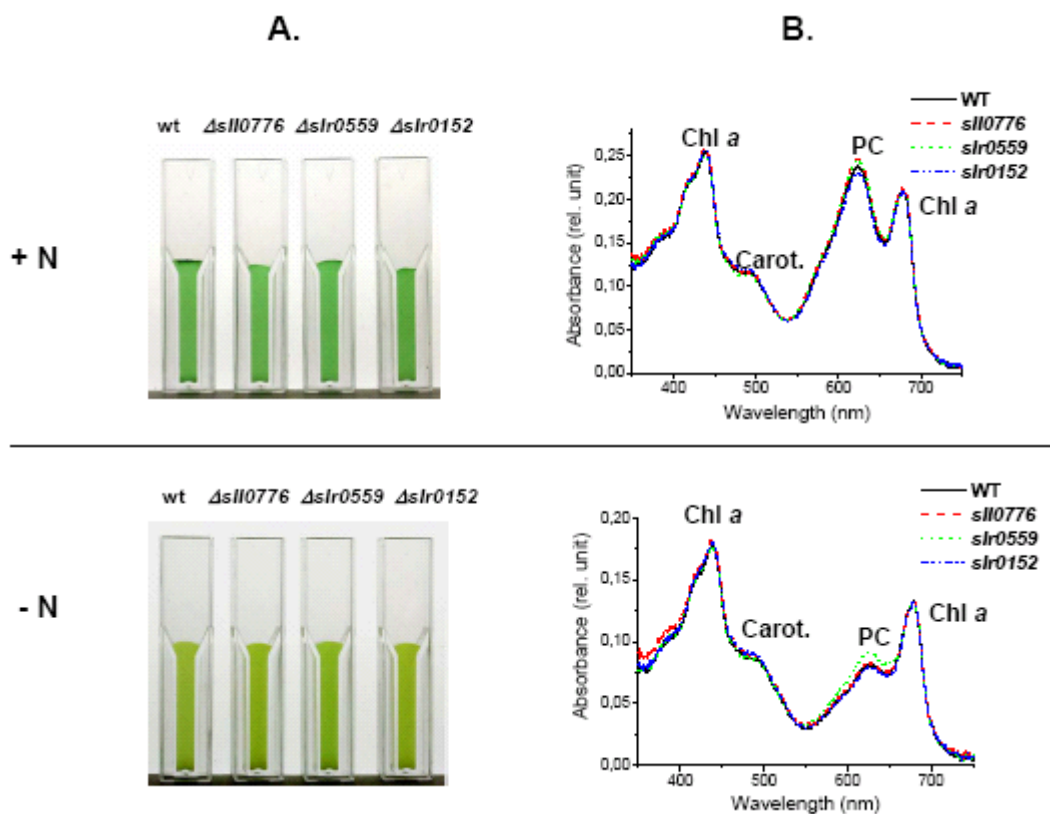 A.
B.
wt Δsll0776 Δslr0559 Δslr0152
+ N
WT
sll0776
slr0559
slr0152
Chl a
PC
Chl a
Carot.
Absorbance (rel. unit)
0,25
0,20
0,15
0,10
0,05
0,00
400 500 600 700
Wavelength (nm)
wt Δsll0776 Δslr0559 Δslr0152
- N
WT
sll0776
slr0559
slr0152
Chl a
Carot.
PC
Chl a
Absorbance (rel. unit)
0,20
0,15
0,10
0,05
0,00
400 500 600 700
Wavelength (nm)